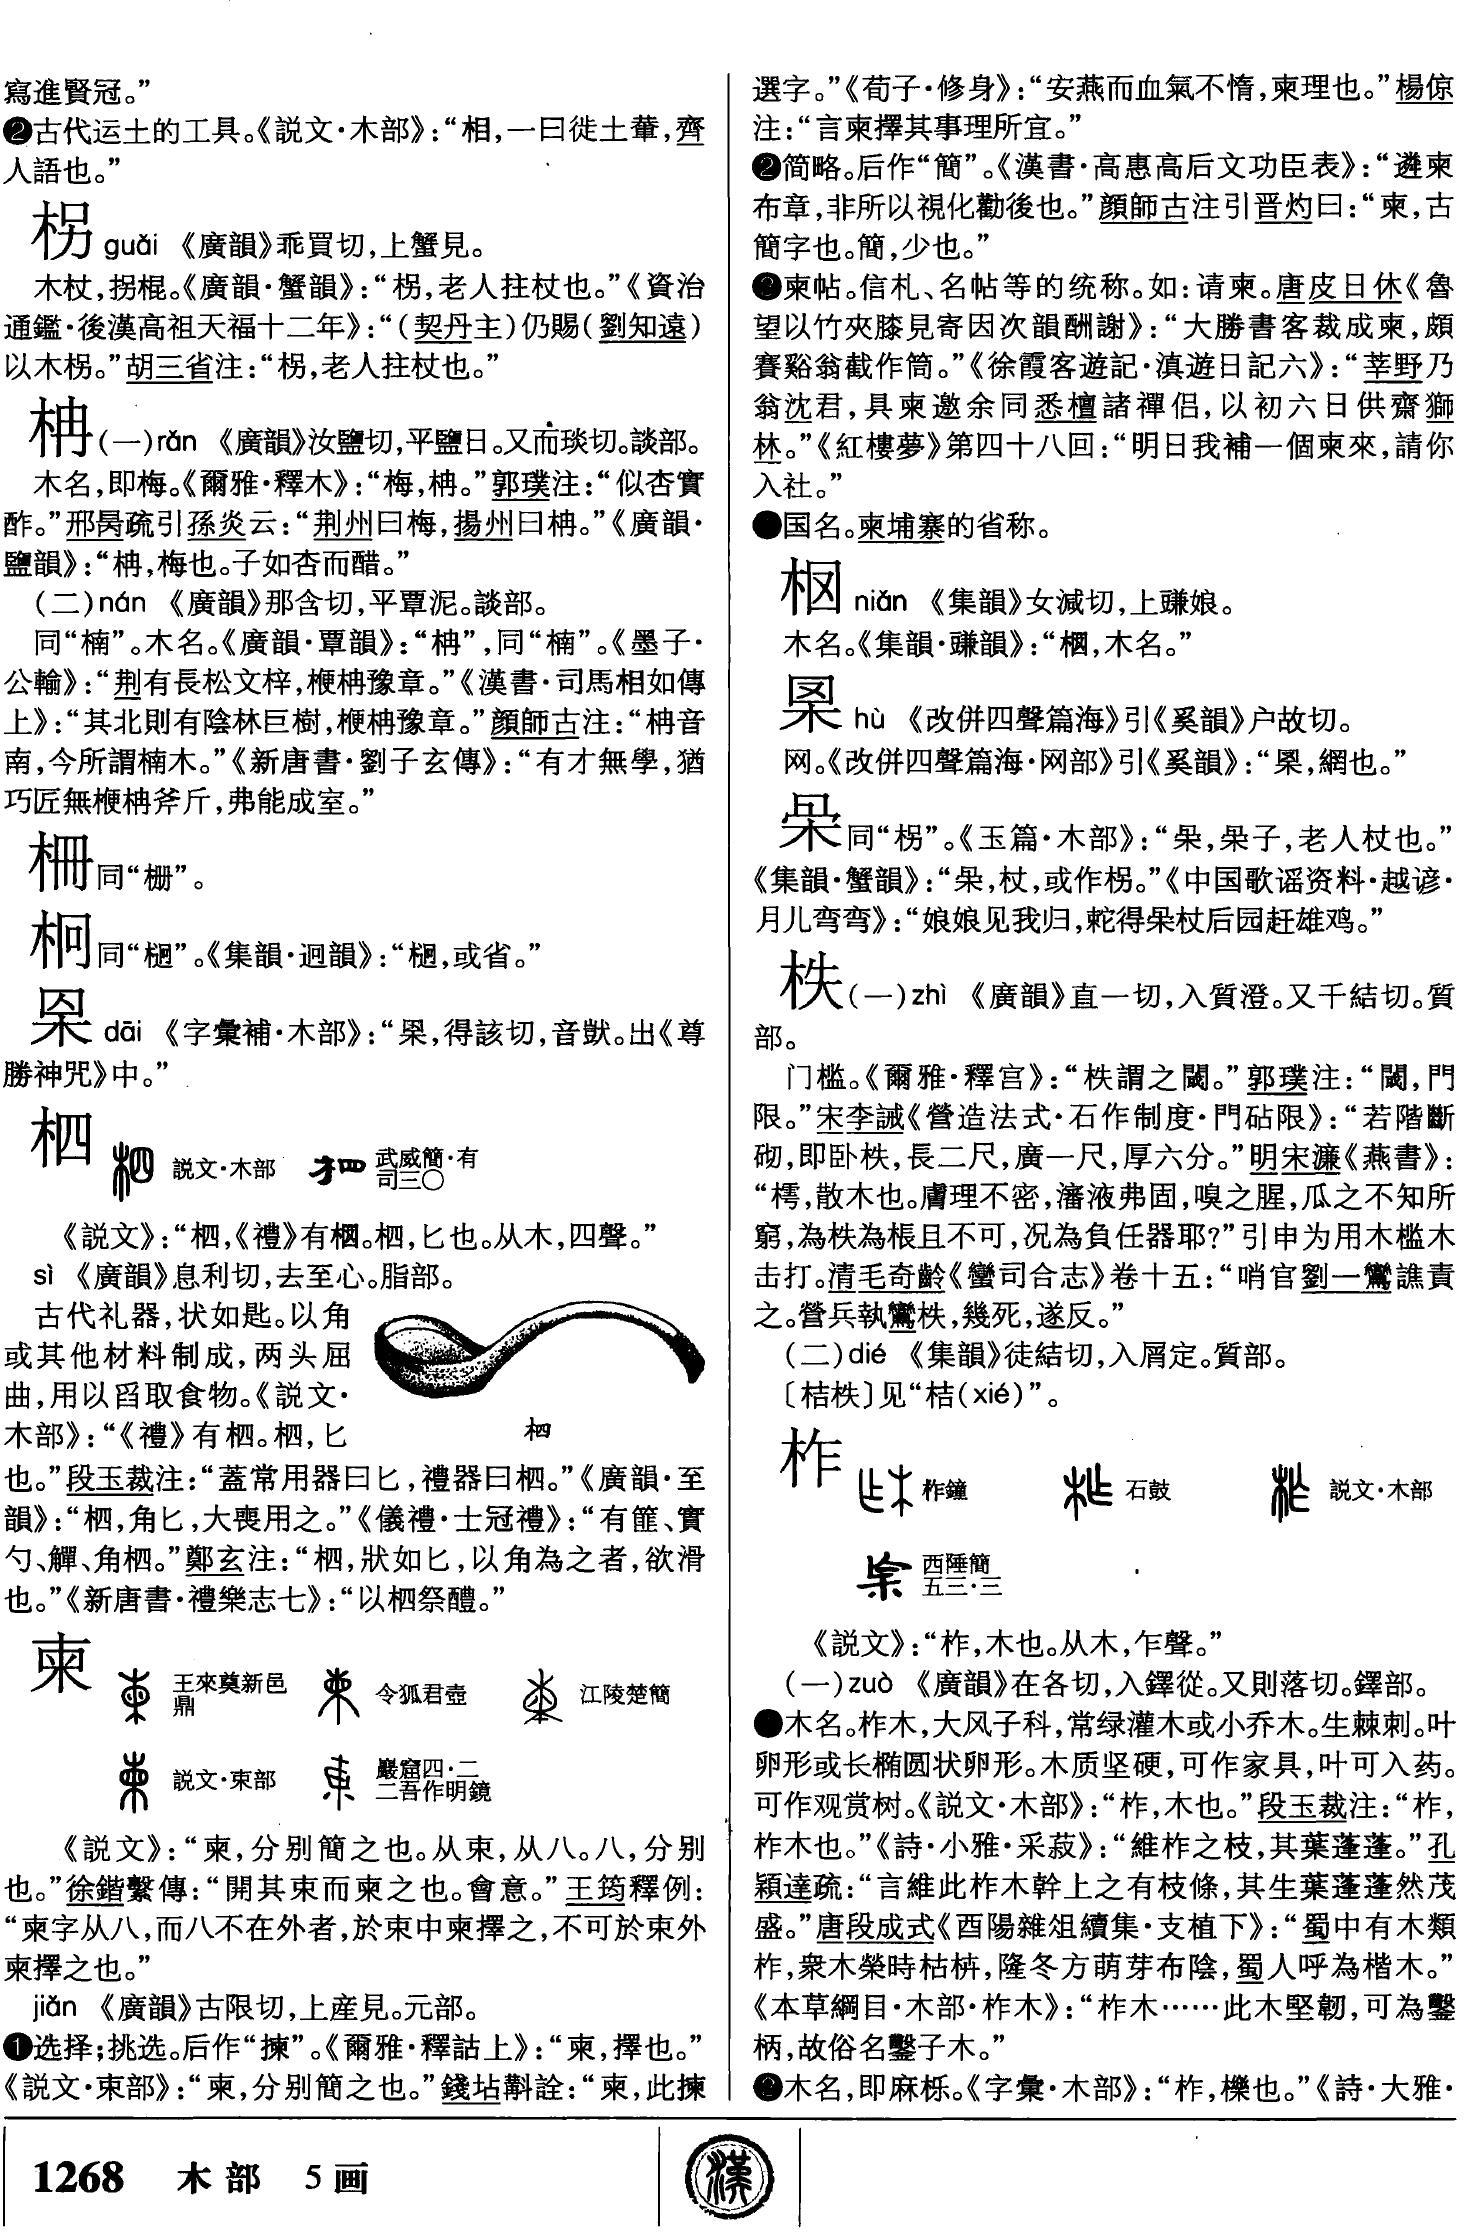 寫進賢冠。”
❷古代运土的工具。《説文·木部》：“相，一曰徙土輂，齊
人語也。”
枴 guǎi 《廣韻》乖買切，上蟹見。
木杖，拐棍。《廣韻·蟹韻》：“枴，老人拄杖也。”《資治
通鑑·後漢高祖天福十二年》：“（契丹主）仍賜（劉知遠）
以木枴。”胡三省注：“枴，老人拄杖也。”
柟（一）rǎn 《廣韻》汝鹽切，平鹽日。又而琰切。談部。
木名，即梅。《爾雅·釋木》：“梅，柟。”郭璞注：“似杏實
酢。”邢昺疏引孫炎云：“荆州曰梅，揚州曰柟。”《廣韻·
鹽韻》：“柟，梅也。子如杏而醋。”
（二）nán 《廣韻》那含切，平覃泥。談部。
同“楠”。木名。《廣韻·覃韻》：“柟”，同“楠”。《墨子·
公輸》：“荆有長松文梓，楩柟豫章。”《漢書·司馬相如傳
上》：“其北則有陰林巨樹，楩柟豫章。”顔師古注：“柟音
南，今所謂楠木。”《新唐書·劉子玄傳》：“有才無學，猶
巧匠無楩柟斧斤，弗能成室。”
柵同“栅”。
同“”。《集韻·迥韻》：“，或省。”
dāi 《字彙補·木部》：“，得該切，音獃。出《尊
勝神咒》中。”
柶 説文·木部 武威簡·有
司三〇
《説文》：“柶，《禮》有柶。柶，匕也。从木，四聲。”
sì 《廣韻》息利切，去至心。脂部。
古代礼器，状如匙。以角
或其他材料制成，两头屈
曲，用以舀取食物。《説文·
木部》：“《禮》有柶。柶，匕
柶
也。”段玉裁注：“蓋常用器曰匕，禮器曰柶。”《廣韻·至
韻》：“柶，角匕，大喪用之。”《儀禮·士冠禮》：“有篚、實
勺、觶、角柶。”鄭玄注：“柶，狀如匕，以角為之者，欲滑
也。”《新唐書·禮樂志七》：“以柶祭醴。”
柬 王來奠新邑
鼎 令狐君壺 江陵楚簡
説文·束部 巖窟四·二
二吾作明鏡
《説文》：“柬，分别簡之也。从束，从八。八，分别
也。”徐鍇繫傳：“開其束而柬之也。會意。”王筠釋例：
“柬字从八，而八不在外者，於束中柬擇之，不可於束外
柬擇之也。”
jiǎn 《廣韻》古限切，上産見。元部。
❶选择；挑选。后作“揀”。《爾雅·釋詁上》：“柬，擇也。”
《説文·束部》：“柬，分别簡之也。”錢坫斠詮：“柬，此揀
選字。”《荀子·修身》：“安燕而血氣不惰，柬理也。”楊倞
注：“言柬擇其事理所宜。”
❷简略。后作“簡”。《漢書·高惠高后文功臣表》：“遴柬
布章，非所以視化勸後也。”顔師古注引晋灼曰：“柬，古
簡字也。簡，少也。”
❸柬帖。信札、名帖等的统称。如：请柬。唐皮日休《魯
望以竹夾膝見寄因次韻酬謝》：“大勝書客裁成柬，頗
賽谿翁截作筒。”《徐霞客遊記·滇遊日記六》：“莘野乃
翁沈君，具柬邀余同悉檀諸禪侣，以初六日供齋獅
林。”《紅樓夢》第四十八回：“明日我補一個柬來，請你
入社。”
❹国名。柬埔寨的省称。
niǎn 《集韻》女減切，上豏娘。
木名。《集韻·豏韻》：“，木名。”
hù 《改併四聲篇海》引《奚韻》户故切。
网。《改併四聲篇海·网部》引《奚韻》：“，網也。”
同“枴”。《玉篇·木部》：“，子，老人杖也。”
《集韻·蟹韻》：“，杖，或作枴。”《中国歌谣资料·越谚·
月儿弯弯》：“娘娘见我归，拕得杖后园赶雄鸡。”
柣（一）zhì 《廣韻》直一切，入質澄。又千結切。質
部。
门槛。《爾雅·釋宫》：“柣謂之閾。”郭璞注：“閾，門
限。”宋李誡《營造法式·石作制度·門砧限》：“若階斷
砌，即卧柣，長二尺，廣一尺，厚六分。”明宋濂《燕書》：
“樗，散木也。膚理不密，瀋液弗固，嗅之腥，爪之不知所
窮，為柣為棖且不可，况為負任器耶？”引申为用木槛木
击打。清毛奇齡《蠻司合志》卷十五：“哨官劉一鸞譙責
之。營兵執鸞柣，幾死，遂反。”
（二）dié 《集韻》徒結切，入屑定。質部。
〔桔柣〕见“桔（xié）”。
柞 柞鐘 石鼓 説文·木部
西陲簡
五三·三
《説文》：“柞，木也。从木，乍聲。”
（一）zuò 《廣韻》在各切，入鐸從。又則落切。鐸部。
❶木名。柞木，大风子科，常绿灌木或小乔木。生棘刺。叶
卵形或长椭圆状卵形。木质坚硬，可作家具，叶可入药。
可作观赏树。《説文·木部》：“柞，木也。”段玉裁注：“柞，
柞木也。”《詩·小雅·采菽》：“維柞之枝，其葉蓬蓬。”孔
穎達疏：“言維此柞木幹上之有枝條，其生葉蓬蓬然茂
盛。”唐段成式《酉陽雜俎續集·支植下》：“蜀中有木類
柞，衆木榮時枯枿，隆冬方萌芽布陰，蜀人呼為楷木。”
《本草綱目·木部·柞木》：“柞木……此木堅韌，可為鑿
柄，故俗名鑿子木。”
❷木名，即麻栎。《字彙·木部》：“柞，櫟也。”《詩·大雅·
1268 木部 5画
漢